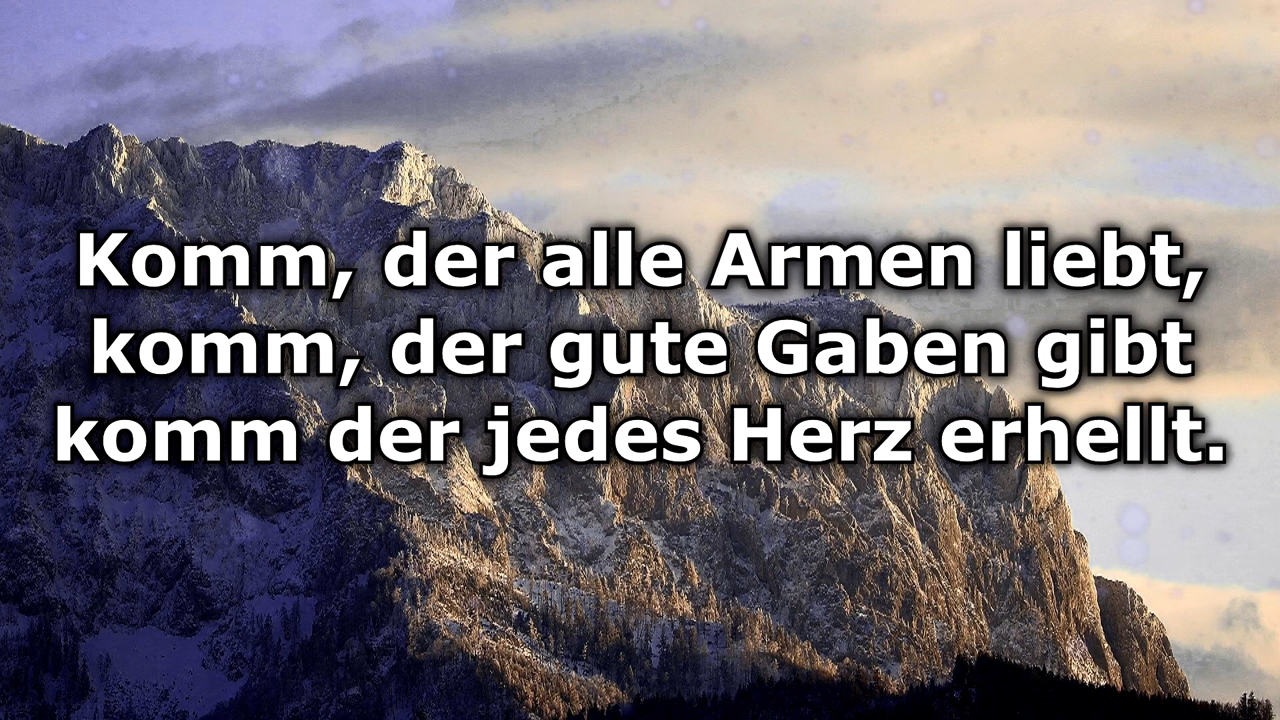 Komm, der alle Armen liebt,
komm, der gute Gaben gibt
komm der jedes Herz erhellt.